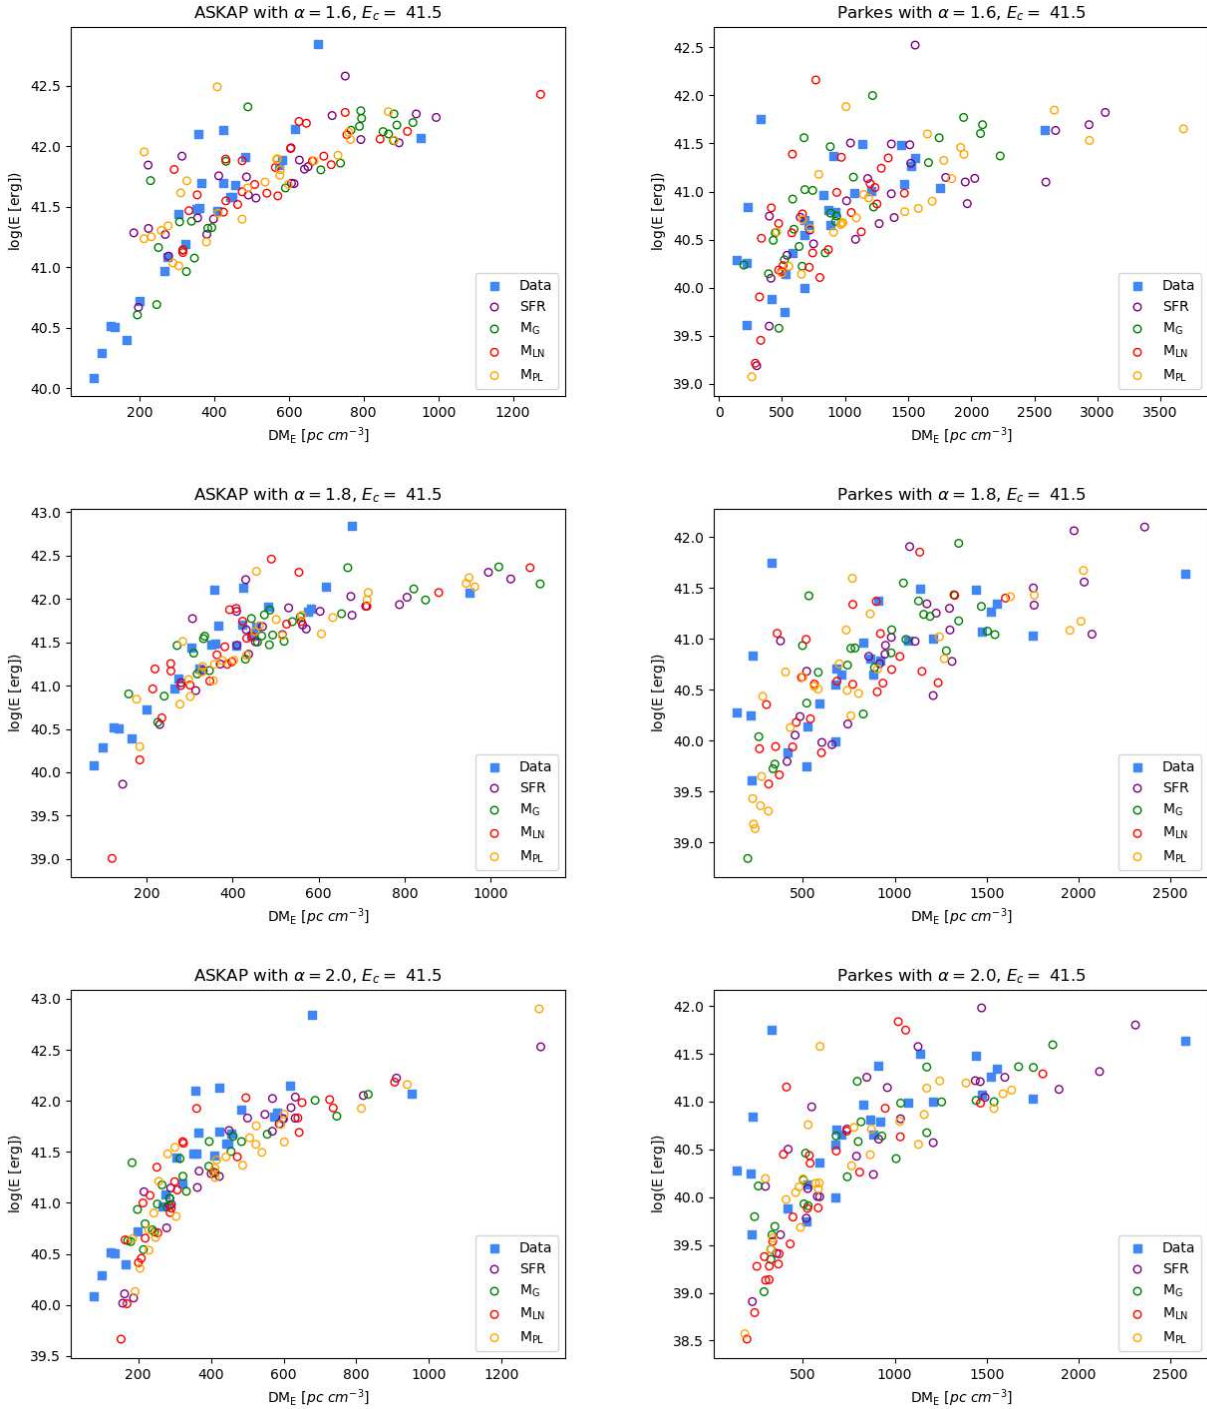 ASKAP with α = 1.6, E_c = 41.5
log(E [erg])
42.5
42.0
41.5
41.0
40.5
40.0
200 400 600 800 1000 1200
DM_E [pc cm⁻³]
Data
SFR
M_G
M_LN
M_PL
Parkes with α = 1.6, E_c = 41.5
log(E [erg])
42.5
42.0
41.5
41.0
40.5
40.0
39.5
39.0
0 500 1000 1500 2000 2500 3000 3500
DM_E [pc cm⁻³]
Data
SFR
M_G
M_LN
M_PL
ASKAP with α = 1.8, E_c = 41.5
log(E [erg])
43.0
42.5
42.0
41.5
41.0
40.5
40.0
39.5
39.0
200 400 600 800 1000
DM_E [pc cm⁻³]
Data
SFR
M_G
M_LN
M_PL
Parkes with α = 1.8, E_c = 41.5
log(E [erg])
42.0
41.5
41.0
40.5
40.0
39.5
39.0
500 1000 1500 2000 2500
DM_E [pc cm⁻³]
Data
SFR
M_G
M_LN
M_PL
ASKAP with α = 2.0, E_c = 41.5
log(E [erg])
43.0
42.5
42.0
41.5
41.0
40.5
40.0
39.5
200 400 600 800 1000 1200
DM_E [pc cm⁻³]
Data
SFR
M_G
M_LN
M_PL
Parkes with α = 2.0, E_c = 41.5
log(E [erg])
42.0
41.5
41.0
40.5
40.0
39.5
39.0
38.5
500 1000 1500 2000 2500
DM_E [pc cm⁻³]
Data
SFR
M_G
M_LN
M_PL